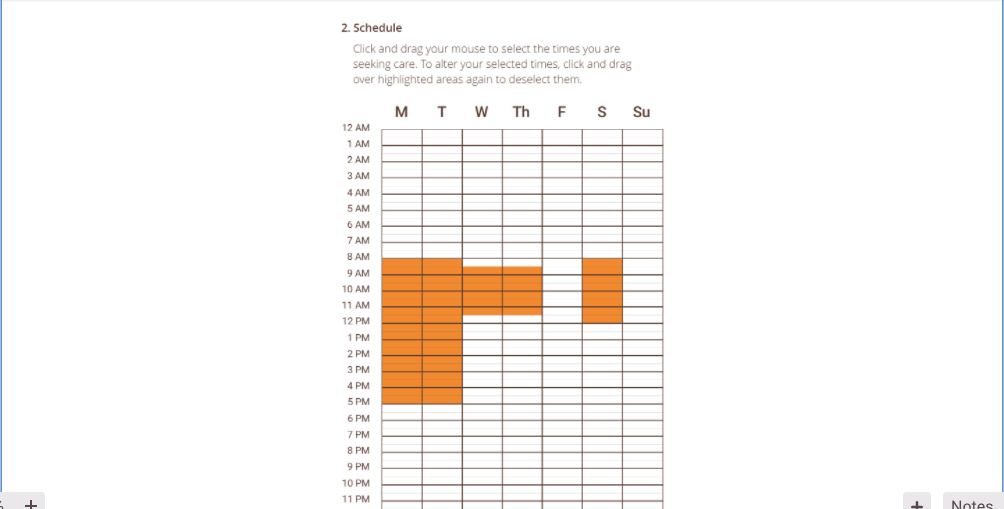 2. Schedule
Click and drag your mouse to select the times you are
seeking care. To alter your selected times, click and drag
over highlighted areas again to deselect them.
M T W Th F S Su
12 AM
1 AM
2 AM
3 AM
4 AM
5 AM
6 AM
7 AM
8 AM
9 AM
10 AM
11 AM
12 PM
1 PM
2 PM
3 PM
4 PM
5 PM
6 PM
7 PM
8 PM
9 PM
10 PM
11 PM
+ + Notes